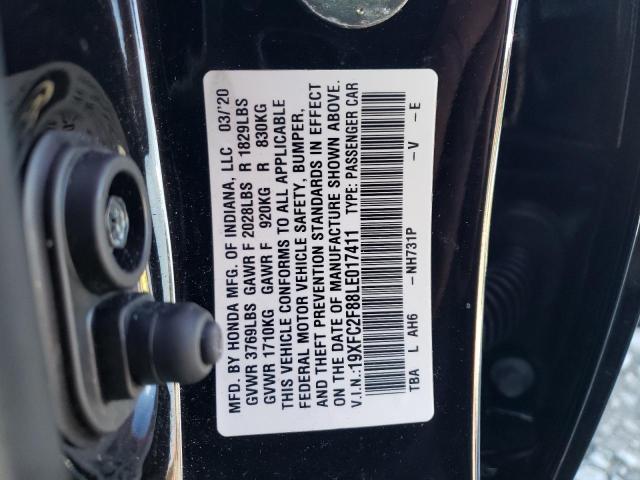 MFD. BY HONDA MFG. OF INDIANA, LLC 03/'20
GVWR 3769LBS GAWR F 2028LBS R 1829LBS
GVWR 1710KG GAWR F 920KG R 830KG
THIS VEHICLE CONFORMS TO ALL APPLICABLE
FEDERAL MOTOR VEHICLE SAFETY, BUMPER,
AND THEFT PREVENTION STANDARDS IN EFFECT
ON THE DATE OF MANUFACTURE SHOWN ABOVE.
V.I.N.:19XFC2F88LE017411 TYPE: PASSENGER CAR
TBA L AH6 -NH731P -V -E